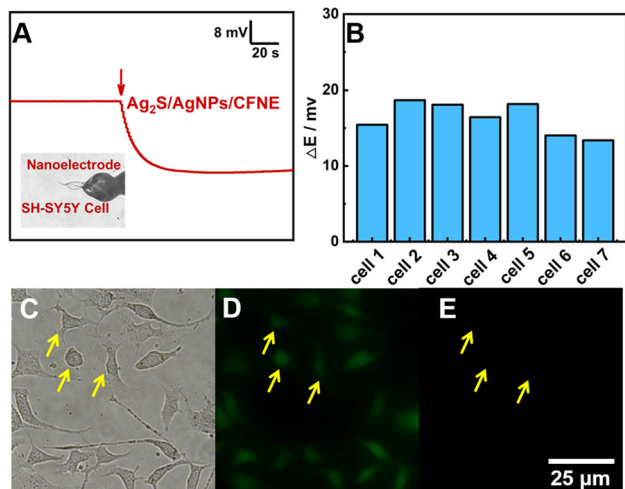 A
8 mV
20 s
Ag₂S/AgNPs/CFNE
Nanoelectrode
SH-SY5Y Cell
B
30
20
10
0
△E / mv
cell 1
cell 2
cell 3
cell 4
cell 5
cell 6
cell 7
C
D
E
25 µm